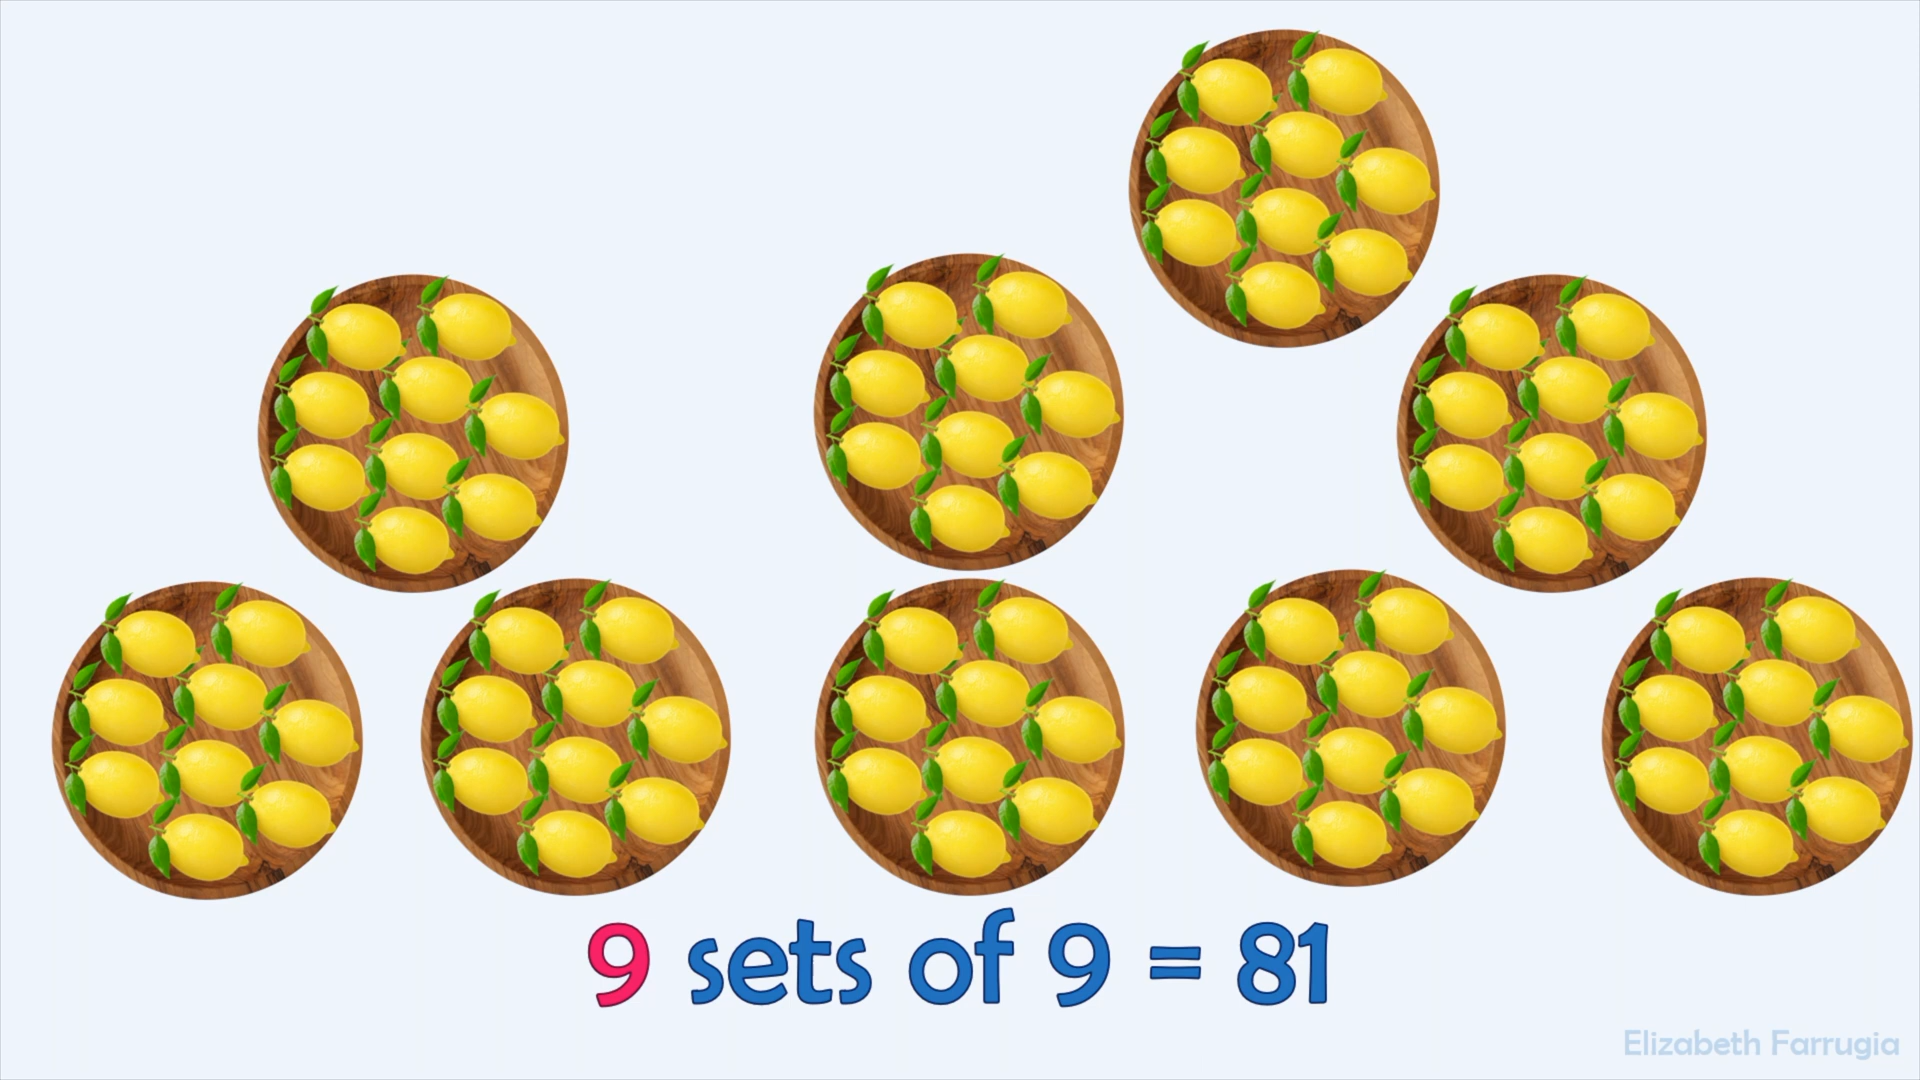 9 sets of 9 = 81
Elizabeth Farrugia